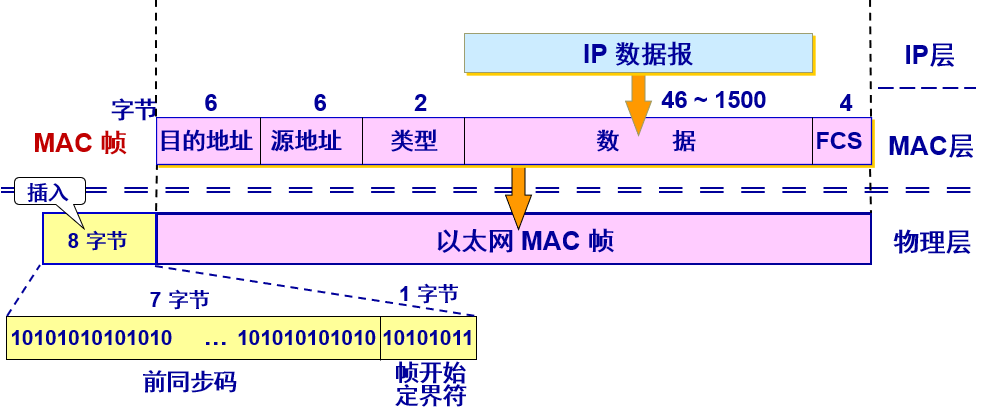 IP 数据报
IP层
字节
6
6
2
46 ~ 1500
4
MAC 帧
目的地址
源地址
类型
数 据
FCS
MAC层
插入
8 字节
以太网 MAC 帧
物理层
7 字节
1 字节
10101010101010 … 101010101010
10101011
前同步码
帧开始
定界符